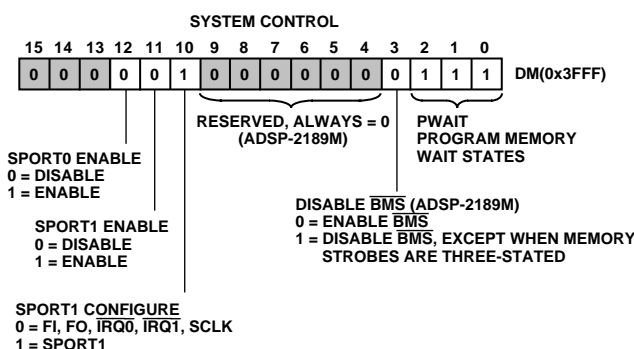 SYSTEM CONTROL
15 14 13 12 11 10 9 8 7 6 5 4 3 2 1 0
0 0 0 0 0 1 0 0 0 0 0 0 0 1 1 1 DM(0x3FFF)
RESERVED, ALWAYS = 0
(ADSP-2189M)
PWAIT
PROGRAM MEMORY
WAIT STATES
SPORT0 ENABLE
0 = DISABLE
1 = ENABLE
DISABLE BMS (ADSP-2189M)
0 = ENABLE BMS
1 = DISABLE BMS, EXCEPT WHEN MEMORY
STROBES ARE THREE-STATED
SPORT1 ENABLE
0 = DISABLE
1 = ENABLE
SPORT1 CONFIGURE
0 = FI, FO, IRQ0, IRQ1, SCLK
1 = SPORT1